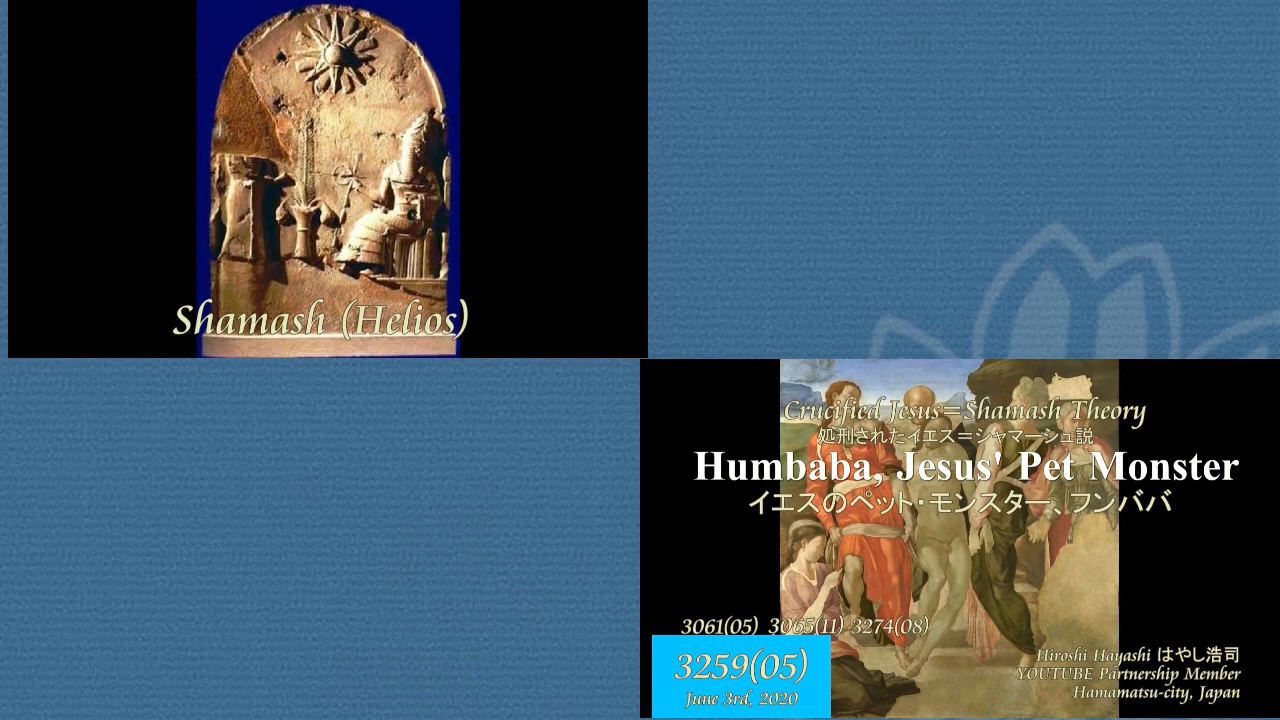 Shamash (Helios)
Crucified Jesus=Shamash Theory
処刑されたイエス＝シャマーシュ説
Humbaba, Jesus' Pet Monster
イエスのペット・モンスター、フンババ
3061(05) 3065(11) 3274(08)
3259(05)
June 3rd, 2020
Hiroshi Hayashi はやし浩司
YOUTUBE Partnership Member
Hamamatsu-city, Japan